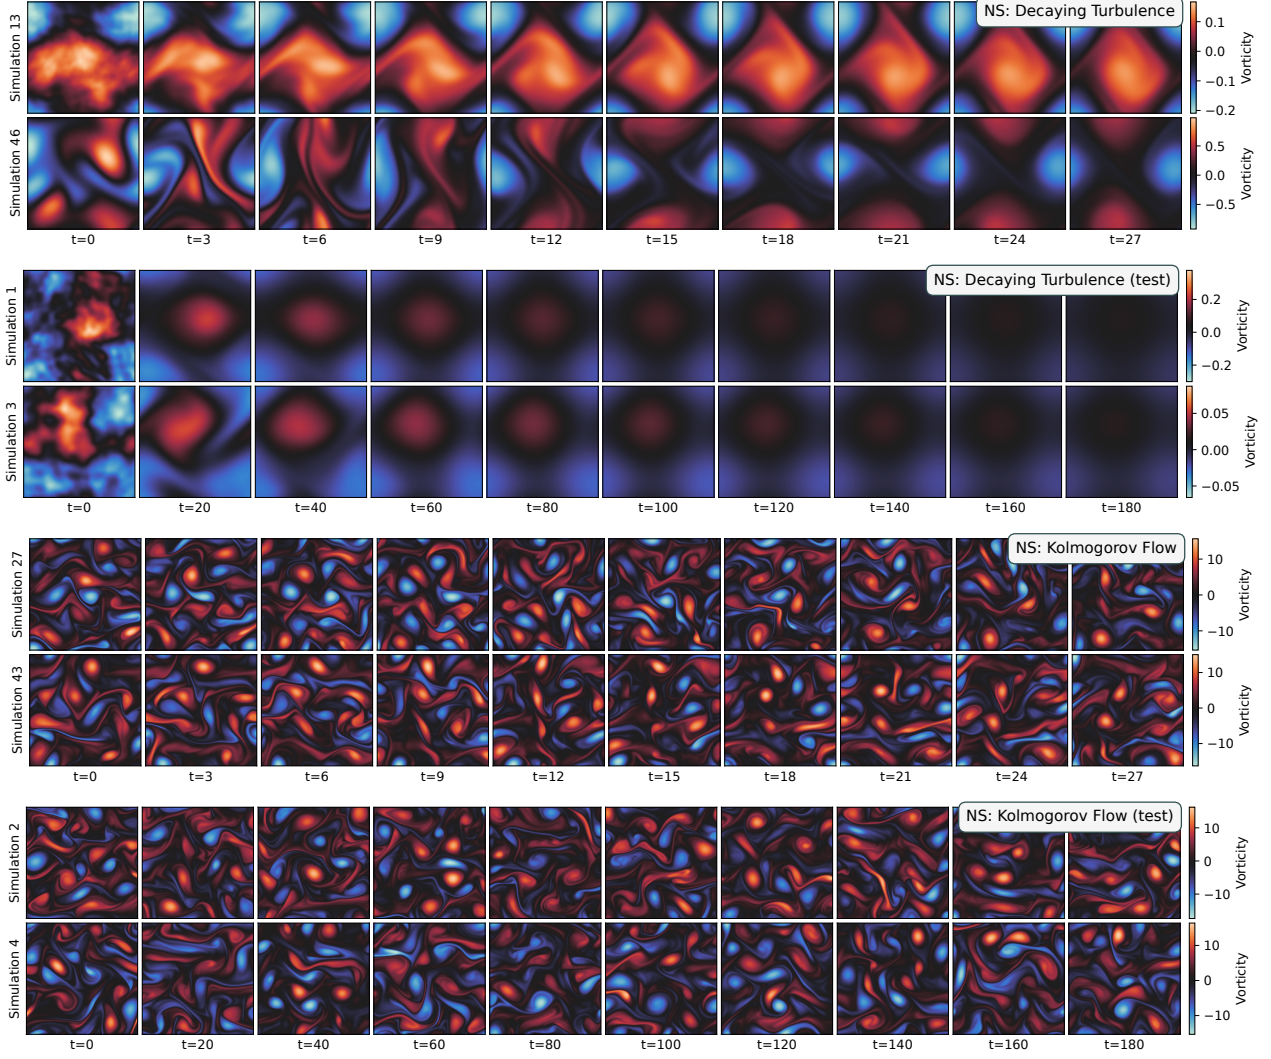 NS: Decaying Turbulence
Simulation 13
0.1
0.0
−0.1
−0.2
Vorticity
Simulation 46
0.5
0.0
−0.5
Vorticity
t=0 t=3 t=6 t=9 t=12 t=15 t=18 t=21 t=24 t=27
NS: Decaying Turbulence (test)
Simulation 1
0.2
0.0
−0.2
Vorticity
Simulation 3
0.05
0.00
−0.05
Vorticity
t=0 t=20 t=40 t=60 t=80 t=100 t=120 t=140 t=160 t=180
NS: Kolmogorov Flow
Simulation 27
10
0
−10
Vorticity
Simulation 43
10
0
−10
Vorticity
t=0 t=3 t=6 t=9 t=12 t=15 t=18 t=21 t=24 t=27
NS: Kolmogorov Flow (test)
Simulation 2
10
0
−10
Vorticity
Simulation 4
10
0
−10
Vorticity
t=0 t=20 t=40 t=60 t=80 t=100 t=120 t=140 t=160 t=180